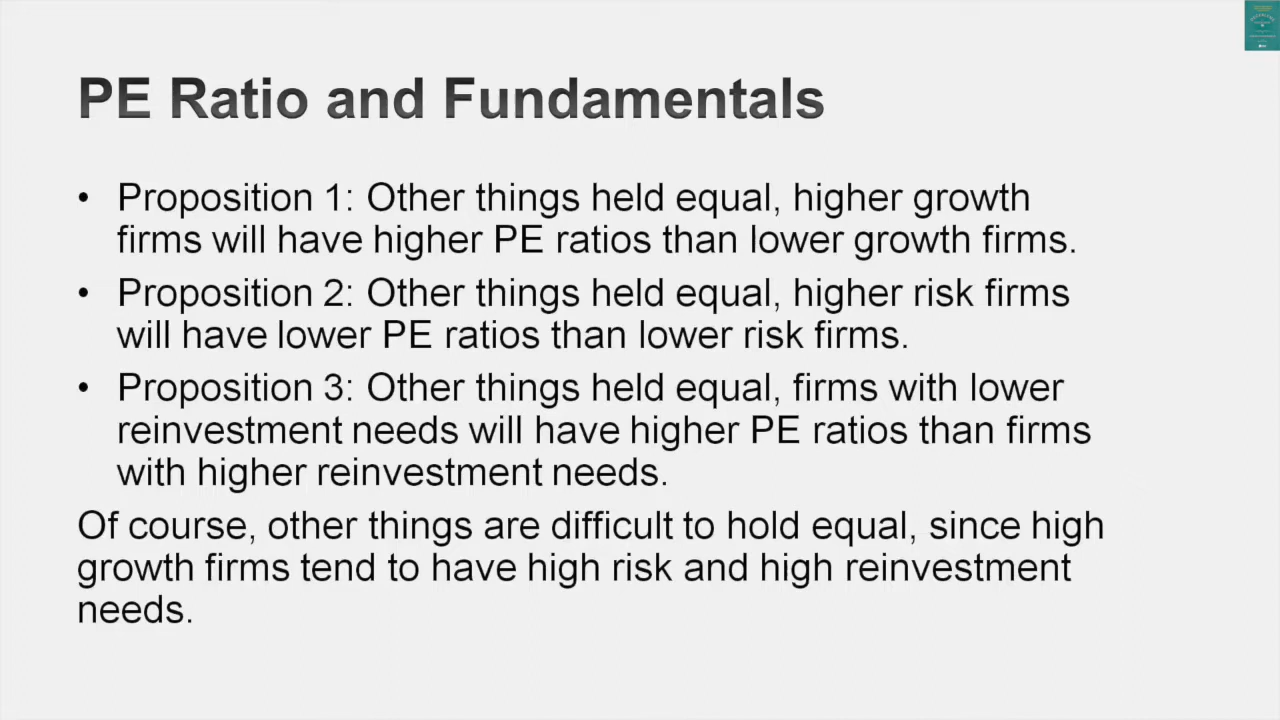 PE Ratio and Fundamentals
• Proposition 1: Other things held equal, higher growth
firms will have higher PE ratios than lower growth firms.
• Proposition 2: Other things held equal, higher risk firms
will have lower PE ratios than lower risk firms.
• Proposition 3: Other things held equal, firms with lower
reinvestment needs will have higher PE ratios than firms
with higher reinvestment needs.
Of course, other things are difficult to hold equal, since high
growth firms tend to have high risk and high reinvestment
needs.